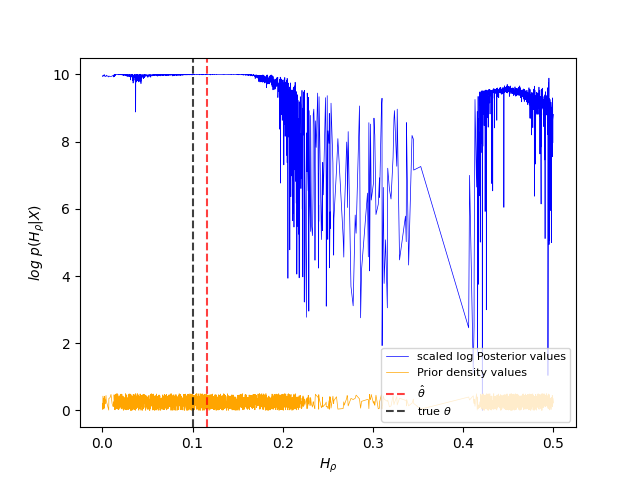 10
8
6
4
2
0
log p(H_ρ|X)
scaled log Posterior values
Prior density values
θ̂
true θ
0.0 0.1 0.2 0.3 0.4 0.5
H_ρ